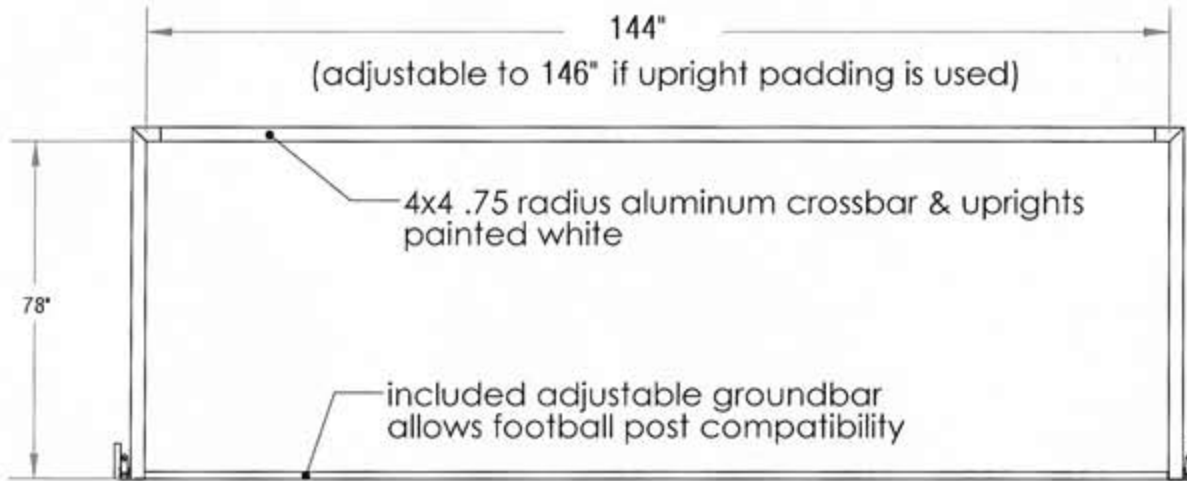 144"
(adjustable to 146" if upright padding is used)
4x4 .75 radius aluminum crossbar & uprights
painted white
78"
included adjustable groundbar
allows football post compatibility